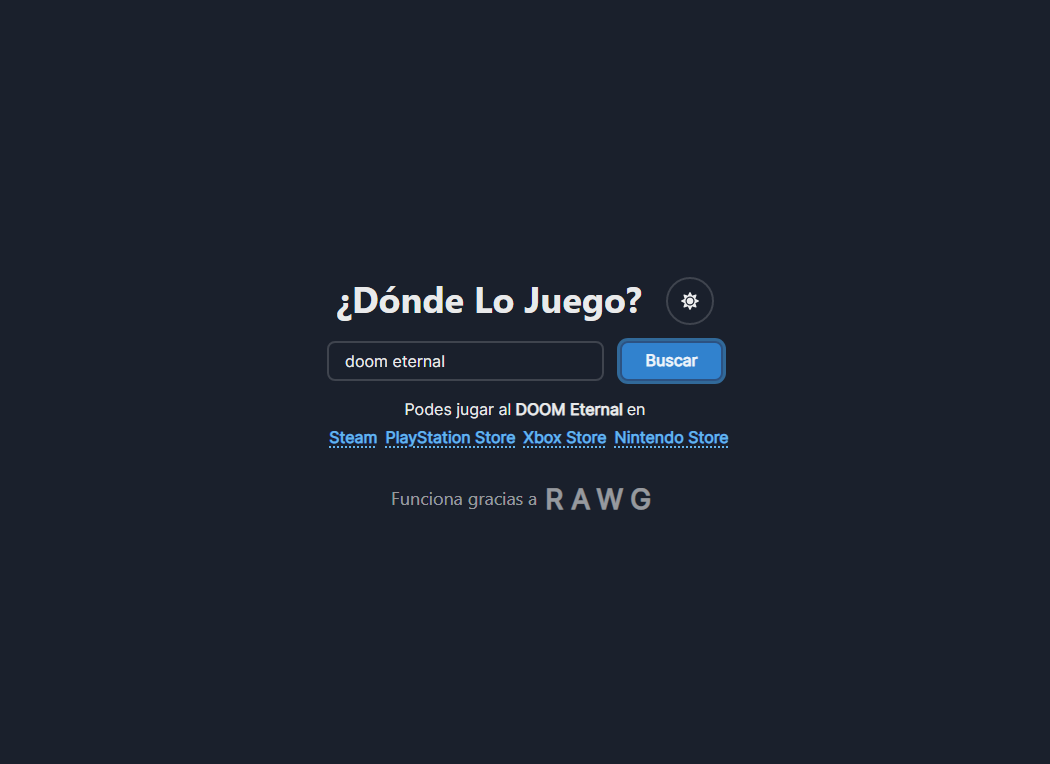 ¿Dónde Lo Juego?
doom eternal Buscar
Podes jugar al DOOM Eternal en
Steam PlayStation Store Xbox Store Nintendo Store
Funciona gracias a RAWG